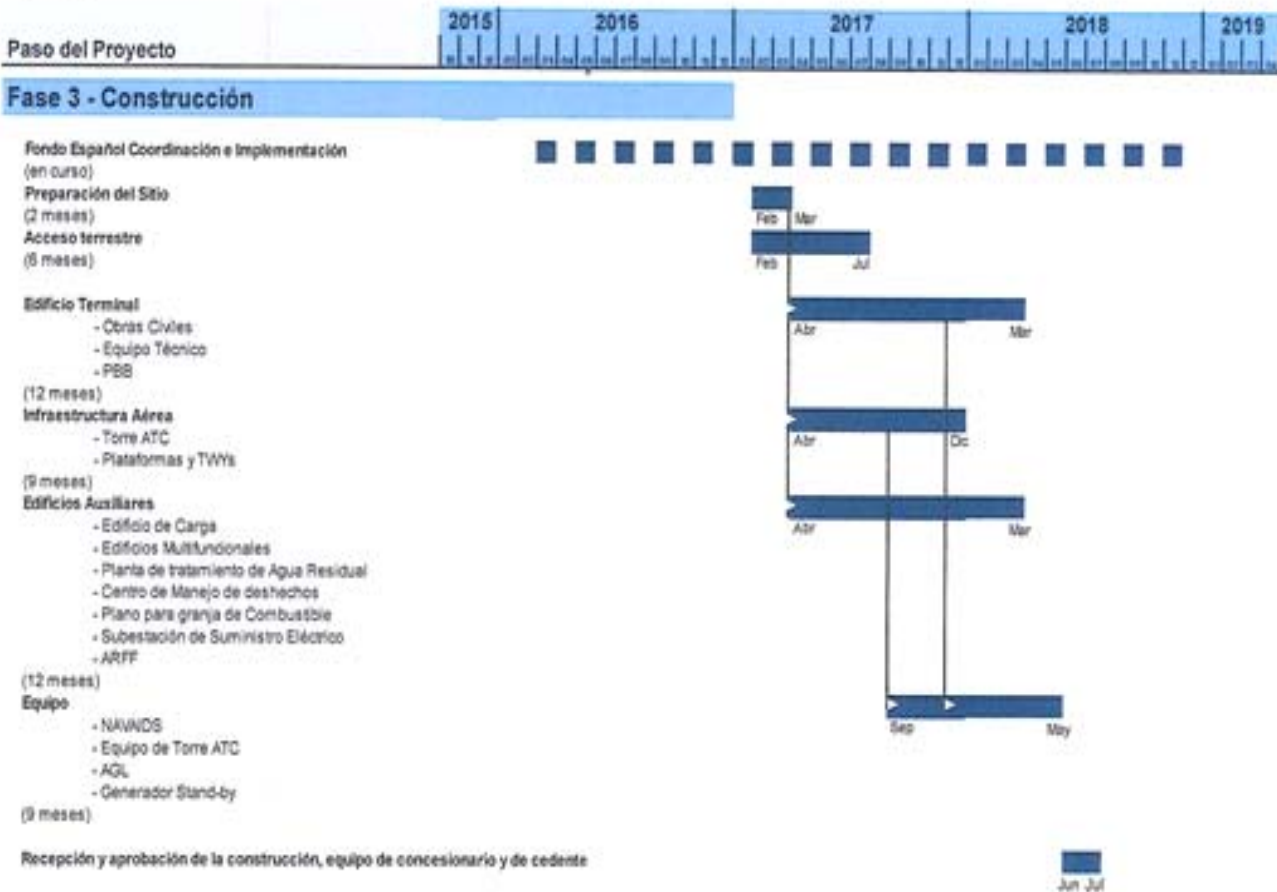 2015 2016 2017 2018 2019
Paso del Proyecto
Fase 3 - Construcción
Fondo Español Coordinación e Implementación
(en curso)
Preparación del Sitio
(2 meses)
Feb Mar
Acceso terrestre
(6 meses)
Feb Jul
Edificio Terminal
- Obras Civiles
Abr Mar
- Equipo Técnico
- PBB
(12 meses)
Infraestructura Aérea
- Torre ATC
Abr Dic
- Plataformas y TWYs
(9 meses)
Edificios Auxiliares
- Edificio de Carga
Abr Mar
- Edificios Multifuncionales
- Planta de tratamiento de Agua Residual
- Centro de Manejo de deshechos
- Plano para granja de Combustible
- Subestación de Suministro Eléctrico
- ARFF
(12 meses)
Equipo
- NAVAIDS
Sep May
- Equipo de Torre ATC
- AGL
- Generador Stand-by
(9 meses)
Recepción y aprobación de la construcción, equipo de concesionario y de cedente
Jun Jul